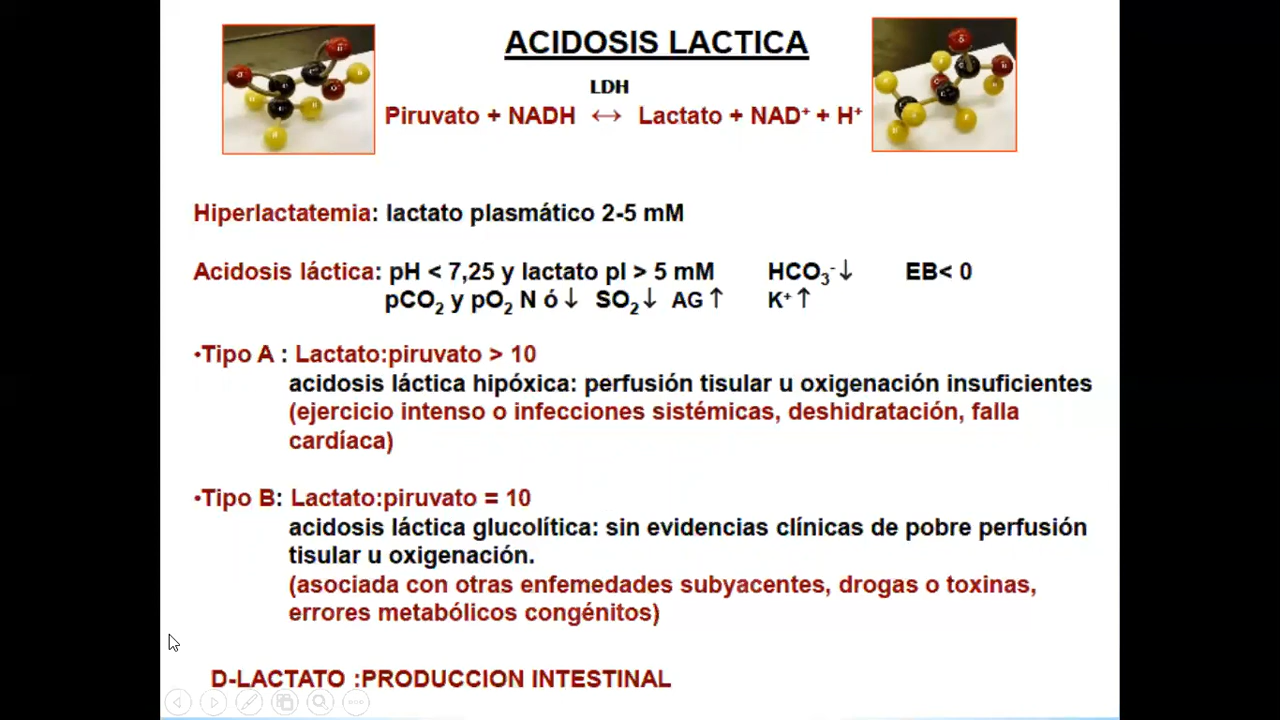 ACIDOSIS LACTICA
LDH
Piruvato + NADH ↔ Lactato + NAD⁺ + H⁺
Hiperlactatemia: lactato plasmático 2-5 mM
Acidosis láctica: pH < 7,25 y lactato pl > 5 mM HCO₃⁻↓ EB< 0
pCO₂ y pO₂ N ó↓ SO₂↓ AG↑ K⁺↑
•Tipo A : Lactato:piruvato > 10
acidosis láctica hipóxica: perfusión tisular u oxigenación insuficientes
(ejercicio intenso o infecciones sistémicas, deshidratación, falla
cardíaca)
•Tipo B: Lactato:piruvato = 10
acidosis láctica glucolítica: sin evidencias clínicas de pobre perfusión
tisular u oxigenación.
(asociada con otras enfemedades subyacentes, drogas o toxinas,
errores metabólicos congénitos)
D-LACTATO :PRODUCCION INTESTINAL